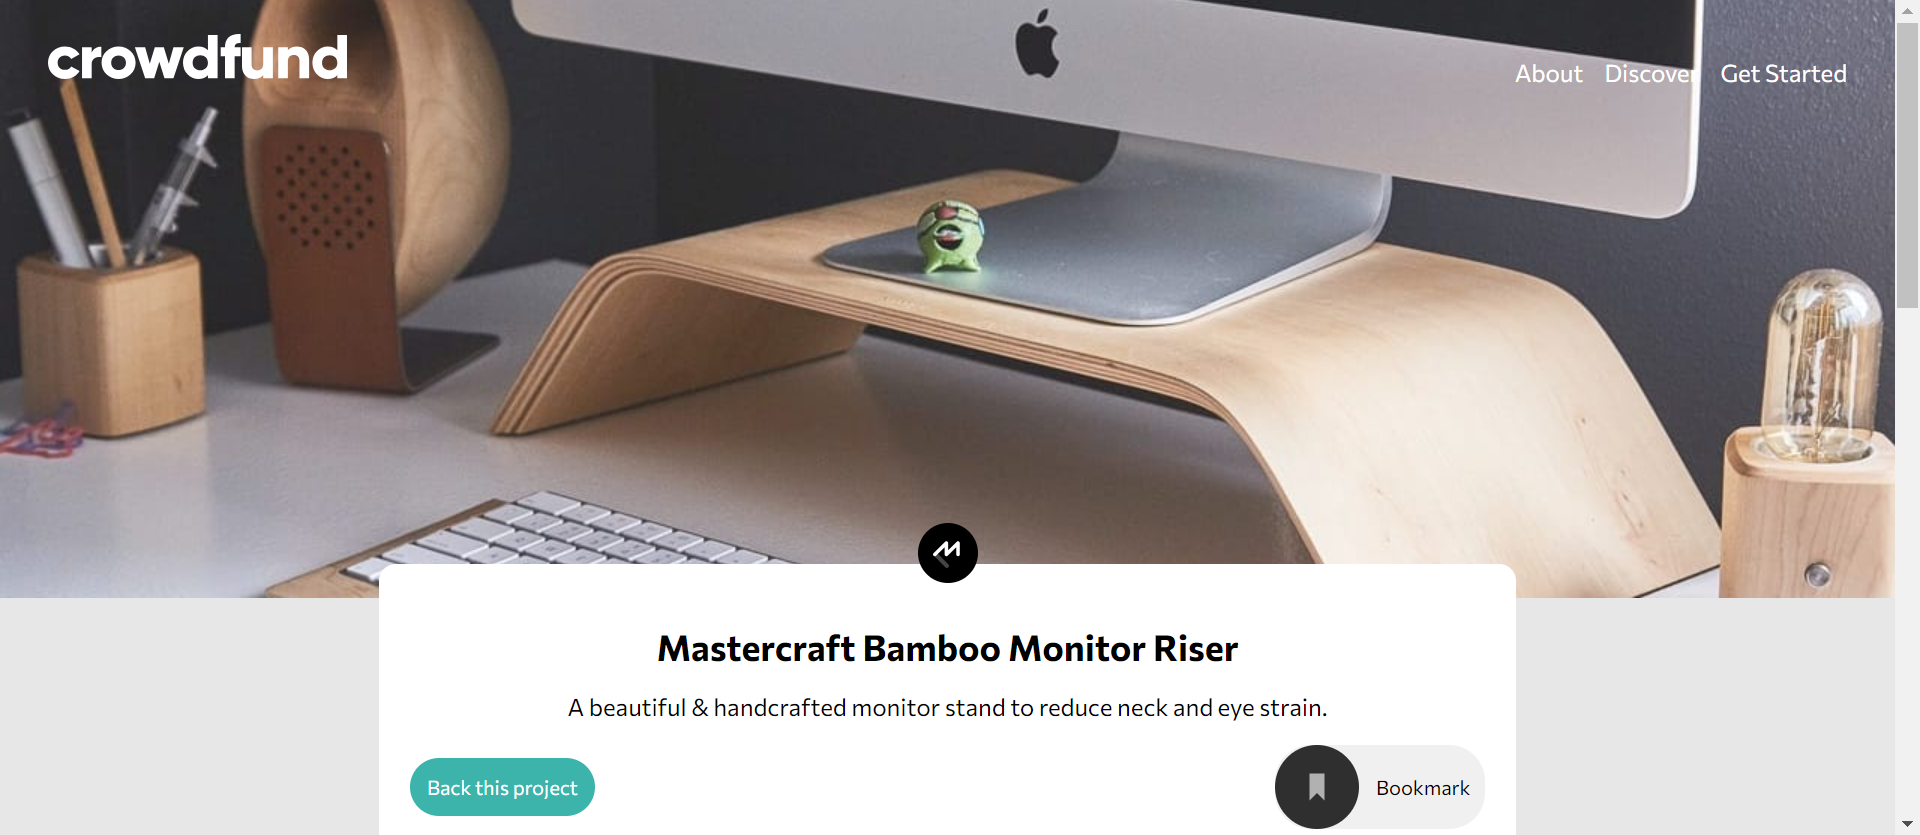 crowdfund
About Discover Get Started
Mastercraft Bamboo Monitor Riser
A beautiful & handcrafted monitor stand to reduce neck and eye strain.
Back this project
Bookmark